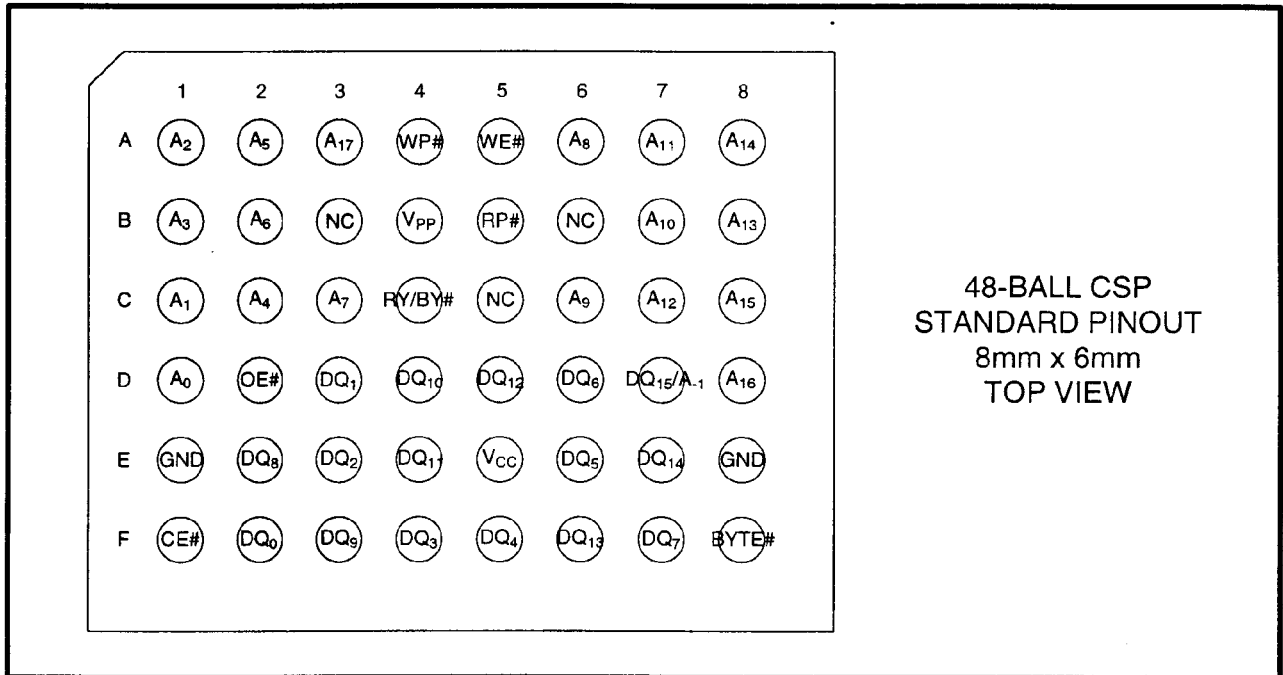 1 2 3 4 5 6 7 8
A A2 A5 A17 WP# WE# A8 A11 A14
B A3 A6 NC VPP RP# NC A10 A13
C A1 A4 A7 RY/BY# NC A9 A12 A15
D A0 OE# DQ1 DQ10 DQ12 DQ6 DQ15/A-1 A16
E GND DQ8 DQ2 DQ11 VCC DQ5 DQ14 GND
F CE# DQ0 DQ9 DQ3 DQ4 DQ13 DQ7 BYTE#
48-BALL CSP
STANDARD PINOUT
8mm x 6mm
TOP VIEW